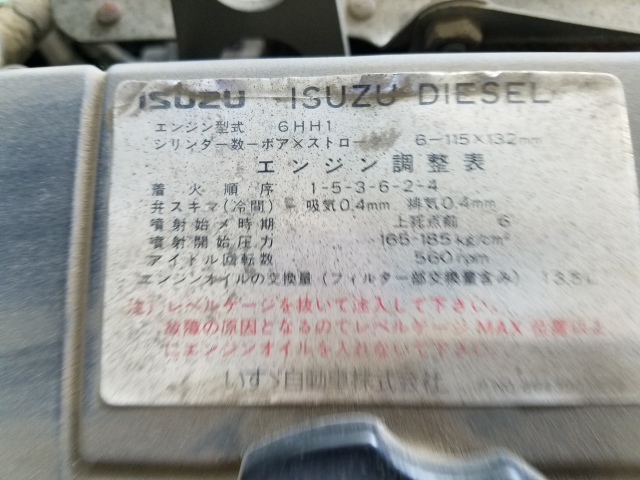 ISUZU ISUZU DIESEL
エンジン型式 6HH1
シリンダー数-ボア×ストロー 6-115×132mm
エンジン調整表
着火順序 1-5-3-6-2-4
弁スキマ(冷間) 吸気0.4mm 排気0.4mm
噴射始メ時期 上死点前 6
噴射開始圧力 165-185kg/cm²
アイドル回転数 560rpm
エンジンオイルの交換量(フィルター部交換量含み) 13.5L
注)レベルゲージを抜いて注入して下さい。
故障の原因となるのでレベルゲージMAX位置以上
にエンジンオイルを入れないで下さい。
いすゞ自動車株式会社